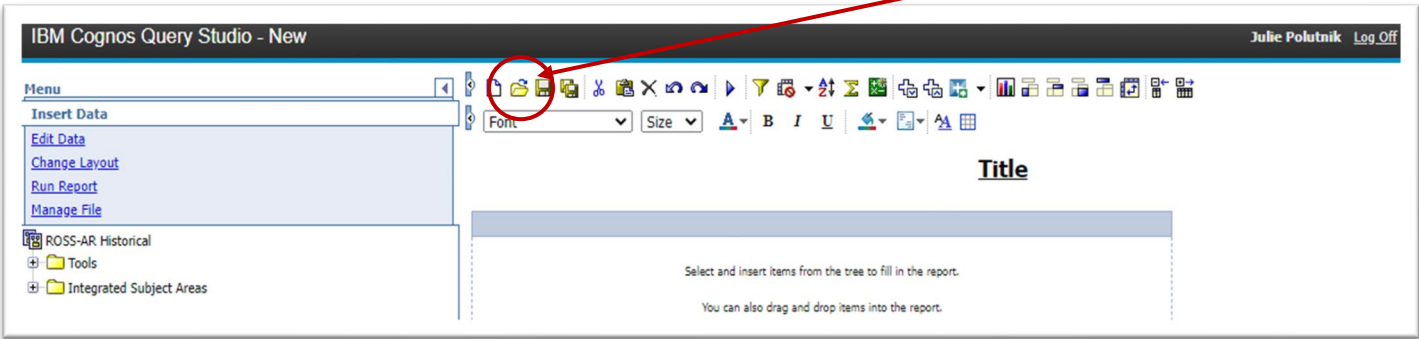 IBM Cognos Query Studio - New
Julie Polutnik Log Off
Menu
Insert Data
Edit Data
Change Layout
Run Report
Manage File
ROSS-AR Historical
Tools
Integrated Subject Areas
Font Size A B I U
Title
Select and insert items from the tree to fill in the report.
You can also drag and drop items into the report.